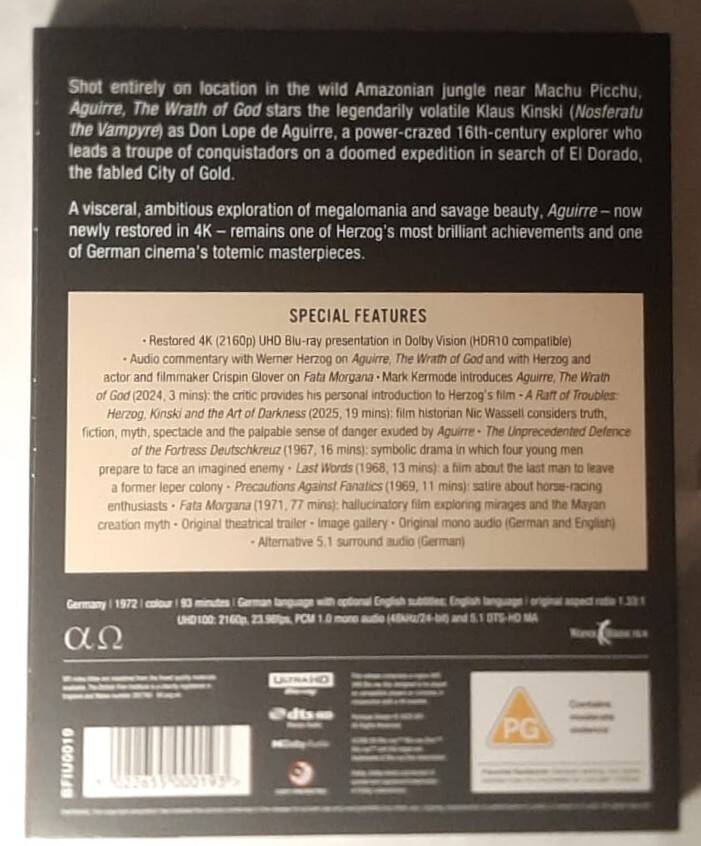 Shot entirely on location in the wild Amazonian jungle near Machu Picchu,
Aguirre, The Wrath of God stars the legendarily volatile Klaus Kinski (Nosferatu
the Vampyre) as Don Lope de Aguirre, a power-crazed 16th-century explorer who
leads a troupe of conquistadors on a doomed expedition in search of El Dorado,
the fabled City of Gold.
A visceral, ambitious exploration of megalomania and savage beauty, Aguirre – now
newly restored in 4K – remains one of Herzog's most brilliant achievements and one
of German cinema's totemic masterpieces.
SPECIAL FEATURES
• Restored 4K (2160p) UHD Blu-ray presentation in Dolby Vision (HDR10 compatible)
• Audio commentary with Werner Herzog on Aguirre, The Wrath of God and with Herzog and
actor and filmmaker Crispin Glover on Fata Morgana • Mark Kermode introduces Aguirre, The Wrath
of God (2024, 3 mins): the critic provides his personal introduction to Herzog's film • A Raft of Troubles:
Herzog, Kinski and the Art of Darkness (2025, 19 mins): film historian Nic Wassell considers truth,
fiction, myth, spectacle and the palpable sense of danger exuded by Aguirre • The Unprecedented Defence
of the Fortress Deutschkreuz (1967, 16 mins): symbolic drama in which four young men
prepare to face an imagined enemy • Last Words (1968, 13 mins): a film about the last man to leave
a former leper colony • Precautions Against Fanatics (1969, 11 mins): satire about horse-racing
enthusiasts • Fata Morgana (1971, 77 mins): hallucinatory film exploring mirages and the Mayan
creation myth • Original theatrical trailer • Image gallery • Original mono audio (German and English)
• Alternative 5.1 surround audio (German)
Germany | 1972 | colour | 93 minutes | German language with optional English subtitles; English language | original aspect ratio 1.33:1
UHD100: 2160p, 23.98fps, PCM 1.0 mono audio (48kHz/24-bit) and 5.1 DTS-HD MA
ΑΩ
ULTRA HD
Blu-ray
dts HD
PG
Contains
moderate
violence
BFIU0019